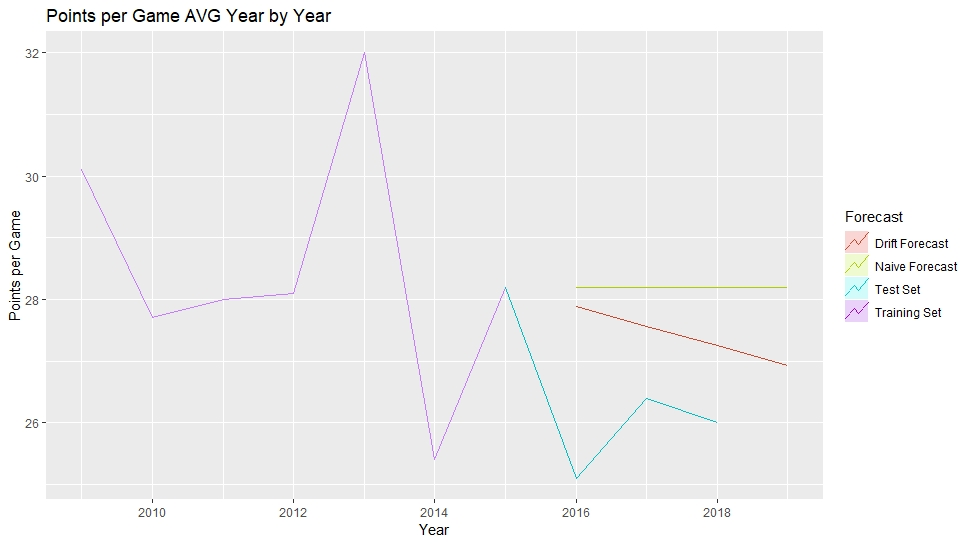 Points per Game AVG Year by Year
Points per Game
32
30
28
26
2010 2012 2014 2016 2018
Year
Forecast
Drift Forecast
Naive Forecast
Test Set
Training Set